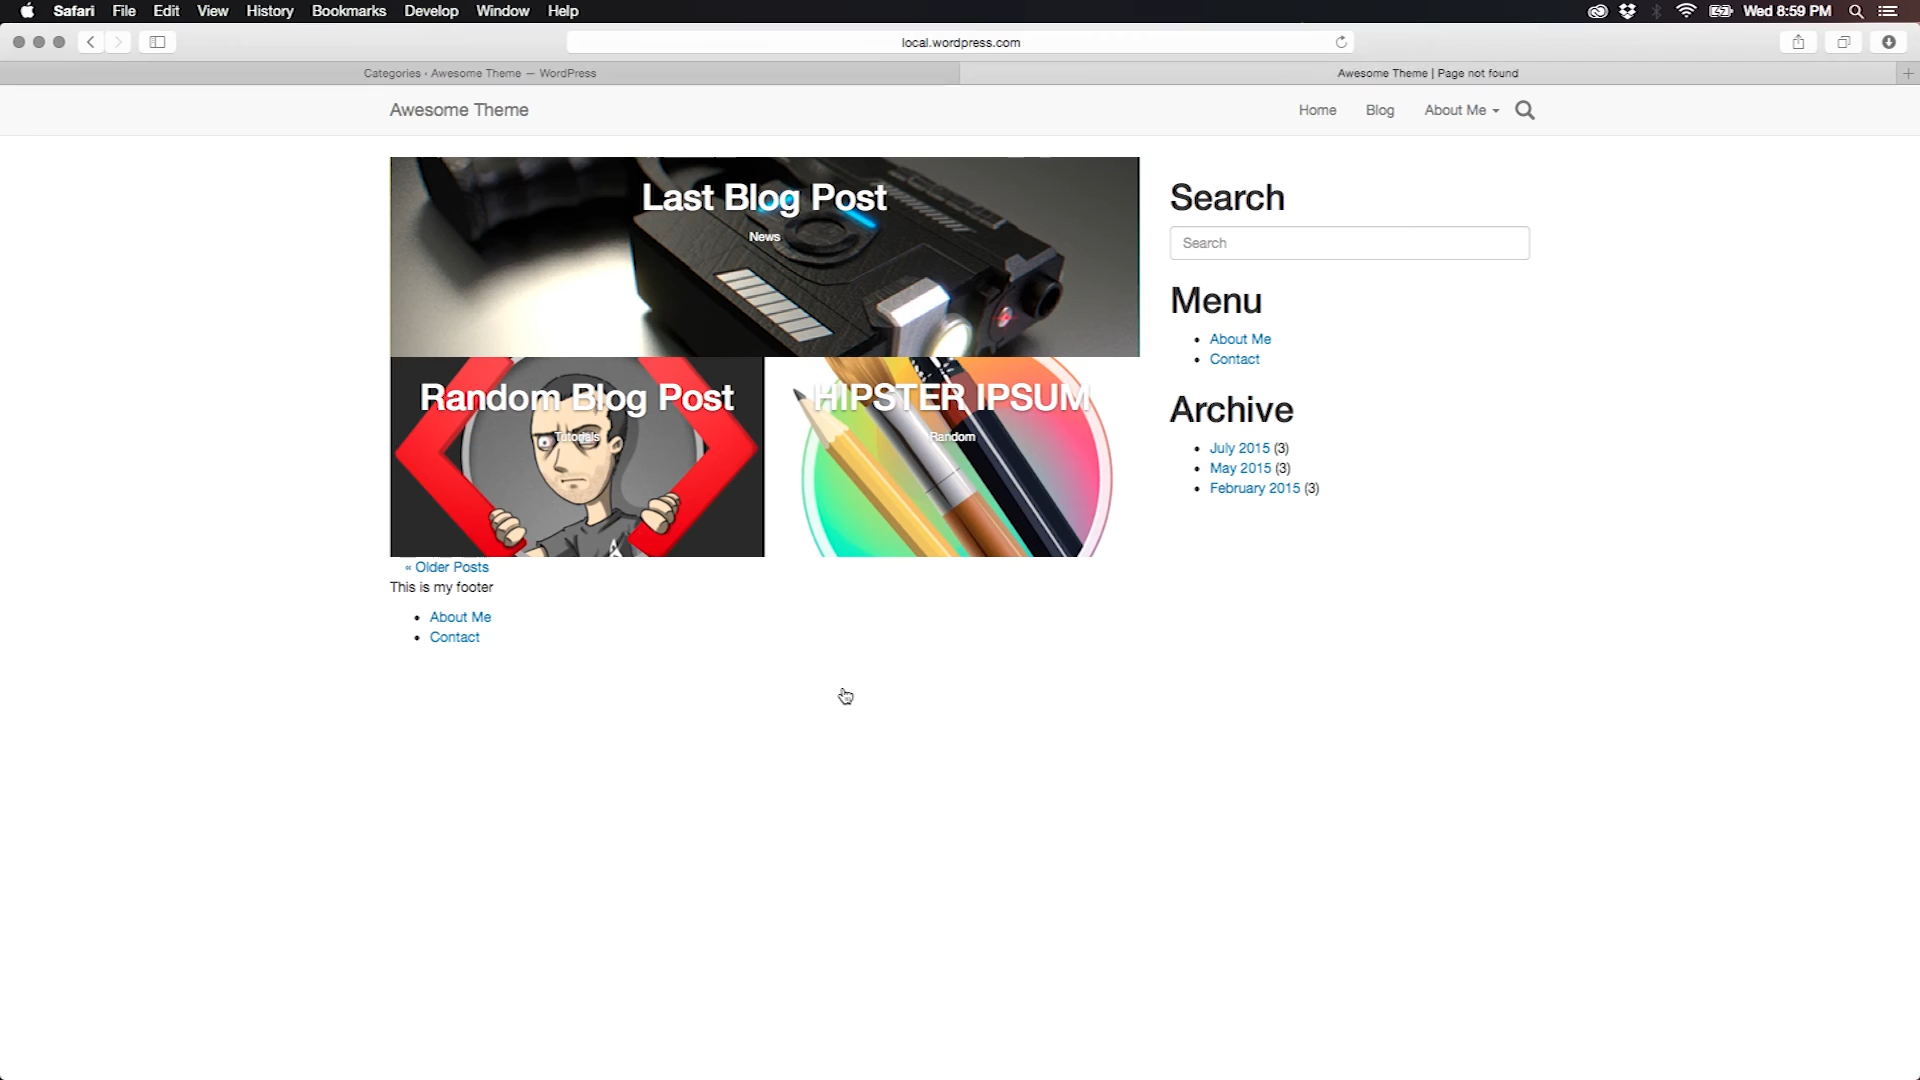 Safari File Edit View History Bookmarks Develop Window Help Wed 8:59 PM
local.wordpress.com
Categories ‹ Awesome Theme — WordPress Awesome Theme | Page not found
Awesome Theme Home Blog About Me
Last Blog Post
News
Random Blog Post
Tutorials
HIPSTER IPSUM
Random
« Older Posts
This is my footer
• About Me
• Contact
Search
Search
Menu
• About Me
• Contact
Archive
• July 2015 (3)
• May 2015 (3)
• February 2015 (3)